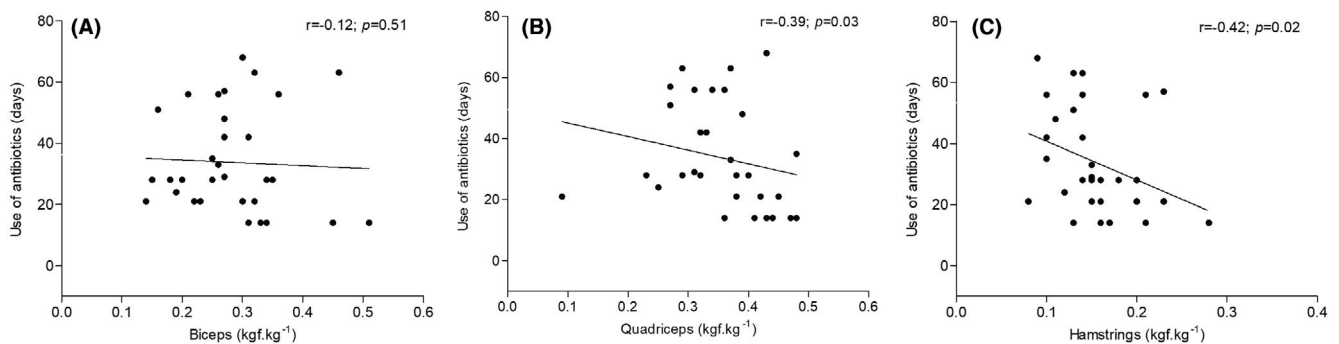 (A)
r=-0.12; p=0.51
Use of antibiotics (days)
80
60
40
20
0
0.0 0.1 0.2 0.3 0.4 0.5 0.6
Biceps (kgf.kg⁻¹)
(B)
r=-0.39; p=0.03
Use of antibiotics (days)
80
60
40
20
0
0.0 0.1 0.2 0.3 0.4 0.5 0.6
Quadriceps (kgf.kg⁻¹)
(C)
r=-0.42; p=0.02
Use of antibiotics (days)
80
60
40
20
0
0.0 0.1 0.2 0.3 0.4
Hamstrings (kgf.kg⁻¹)